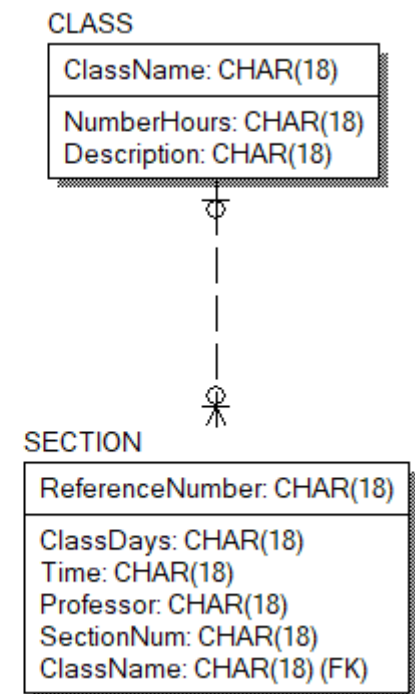 CLASS
ClassName: CHAR(18)
NumberHours: CHAR(18)
Description: CHAR(18)
SECTION
ReferenceNumber: CHAR(18)
ClassDays: CHAR(18)
Time: CHAR(18)
Professor: CHAR(18)
SectionNum: CHAR(18)
ClassName: CHAR(18) (FK)